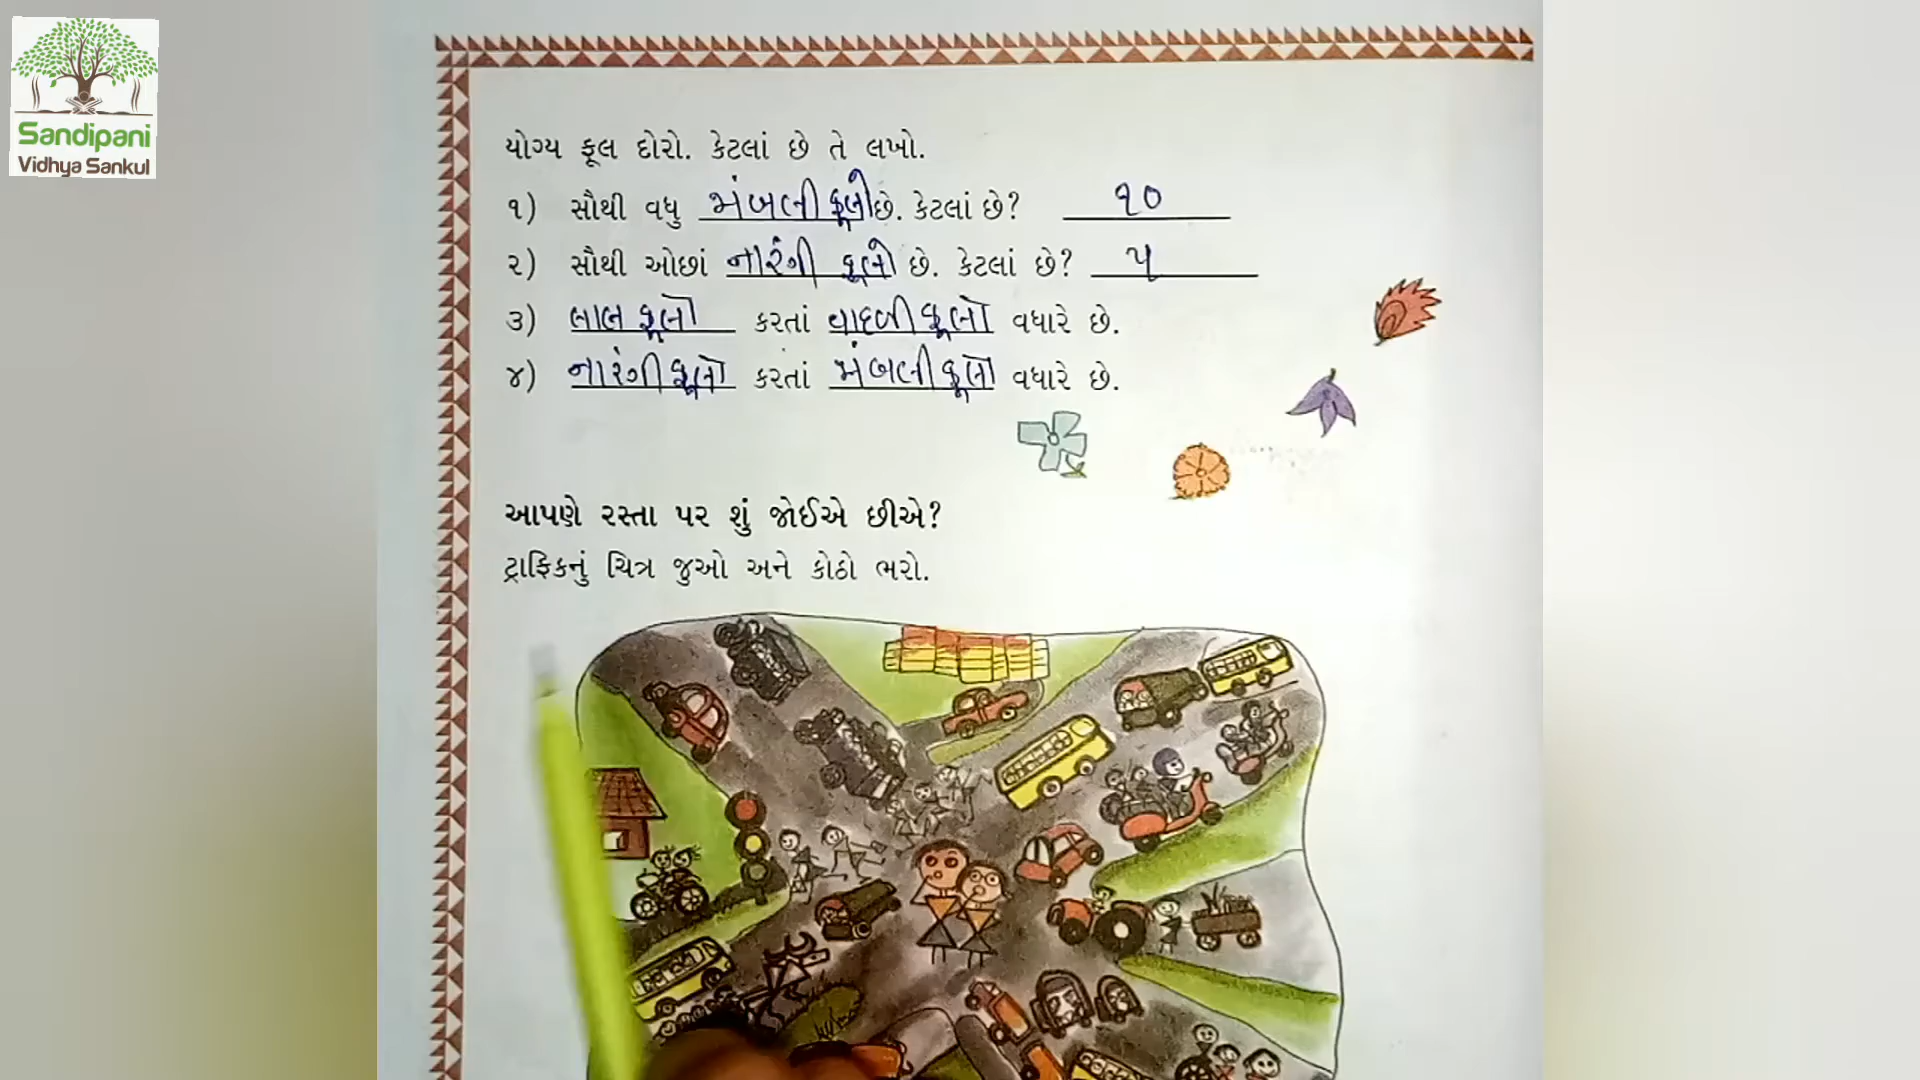 Sandipani
Vidhya Sankul
યોગ્ય ફૂલ દોરો. કેટલાં છે તે લખો.
૧) સૌથી વધુ મંબલી ફૂલો છે. કેટલાં છે? ૧૦
૨) સૌથી ઓછાં નારંગી ફૂલો છે. કેટલાં છે? ૫
૩) લાલ ફૂલો કરતાં વાદળી ફૂલો વધારે છે.
૪) નારંગી ફૂલો કરતાં મંબલી ફૂલો વધારે છે.
આપણે રસ્તા પર શું જોઈએ છીએ?
ટ્રાફિકનું ચિત્ર જુઓ અને કોઠો ભરો.